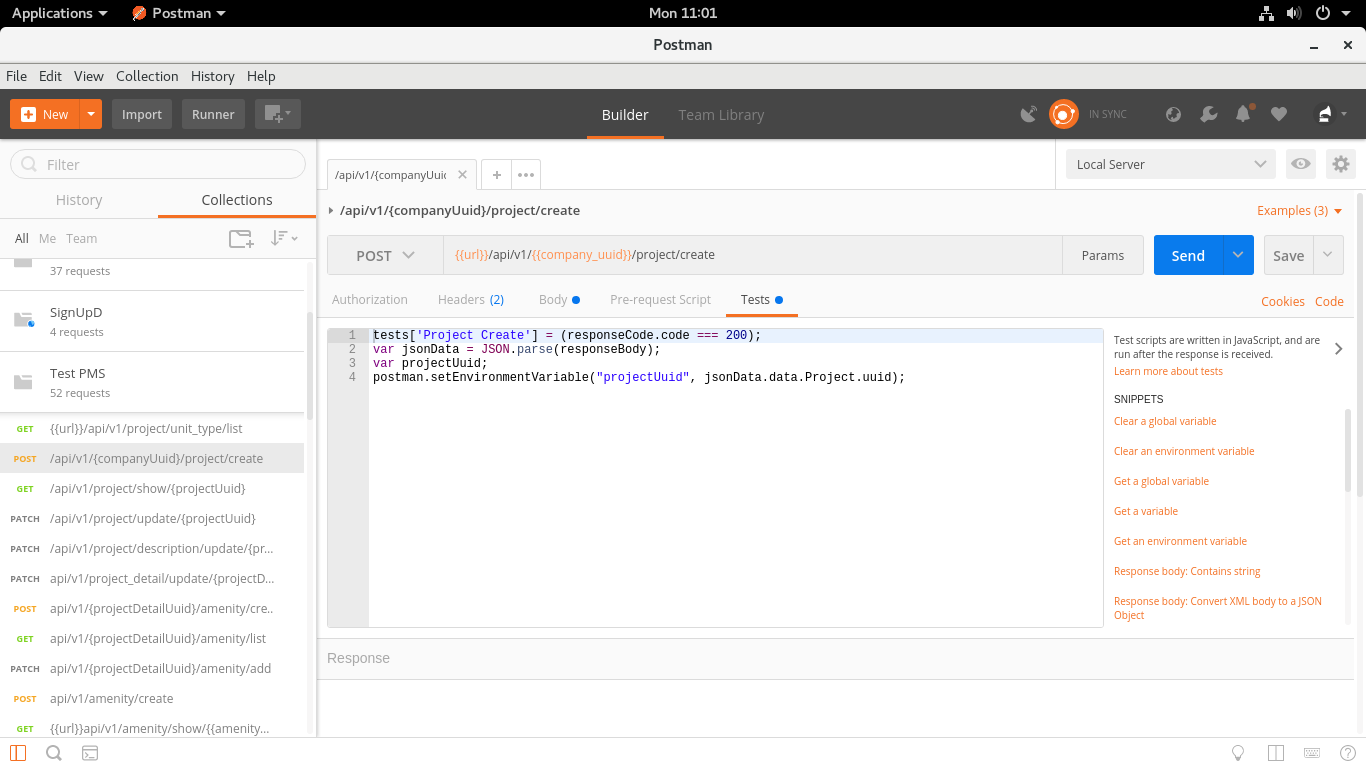 Applications Postman Mon 11:01
Postman
File Edit View Collection History Help
New Import Runner Builder Team Library IN SYNC
Filter
History Collections
All Me Team
37 requests
SignUpD
4 requests
Test PMS
52 requests
GET {{url}}/api/v1/project/unit_type/list
POST /api/v1/{companyUuid}/project/create
GET /api/v1/project/show/{projectUuid}
PATCH /api/v1/project/update/{projectUuid}
PATCH /api/v1/project/description/update/{pr...
PATCH api/v1/project_detail/update/{projectD...
POST api/v1/{projectDetailUuid}/amenity/cre..
GET api/v1/{projectDetailUuid}/amenity/list
PATCH api/v1/{projectDetailUuid}/amenity/add
POST api/v1/amenity/create
GET {{url}}api/v1/amenity/show/{{amenity...
/api/v1/{companyUuid + •••
Local Server
/api/v1/{companyUuid}/project/create
Examples (3)
POST {{url}}/api/v1/{{company_uuid}}/project/create Params Send Save
Authorization Headers (2) Body Pre-request Script Tests Cookies Code
1 tests['Project Create'] = (responseCode.code === 200);
2 var jsonData = JSON.parse(responseBody);
3 var projectUuid;
4 postman.setEnvironmentVariable("projectUuid", jsonData.data.Project.uuid);
Test scripts are written in JavaScript, and are
run after the response is received.
Learn more about tests
SNIPPETS
Clear a global variable
Clear an environment variable
Get a global variable
Get a variable
Get an environment variable
Response body: Contains string
Response body: Convert XML body to a JSON
Object
Response